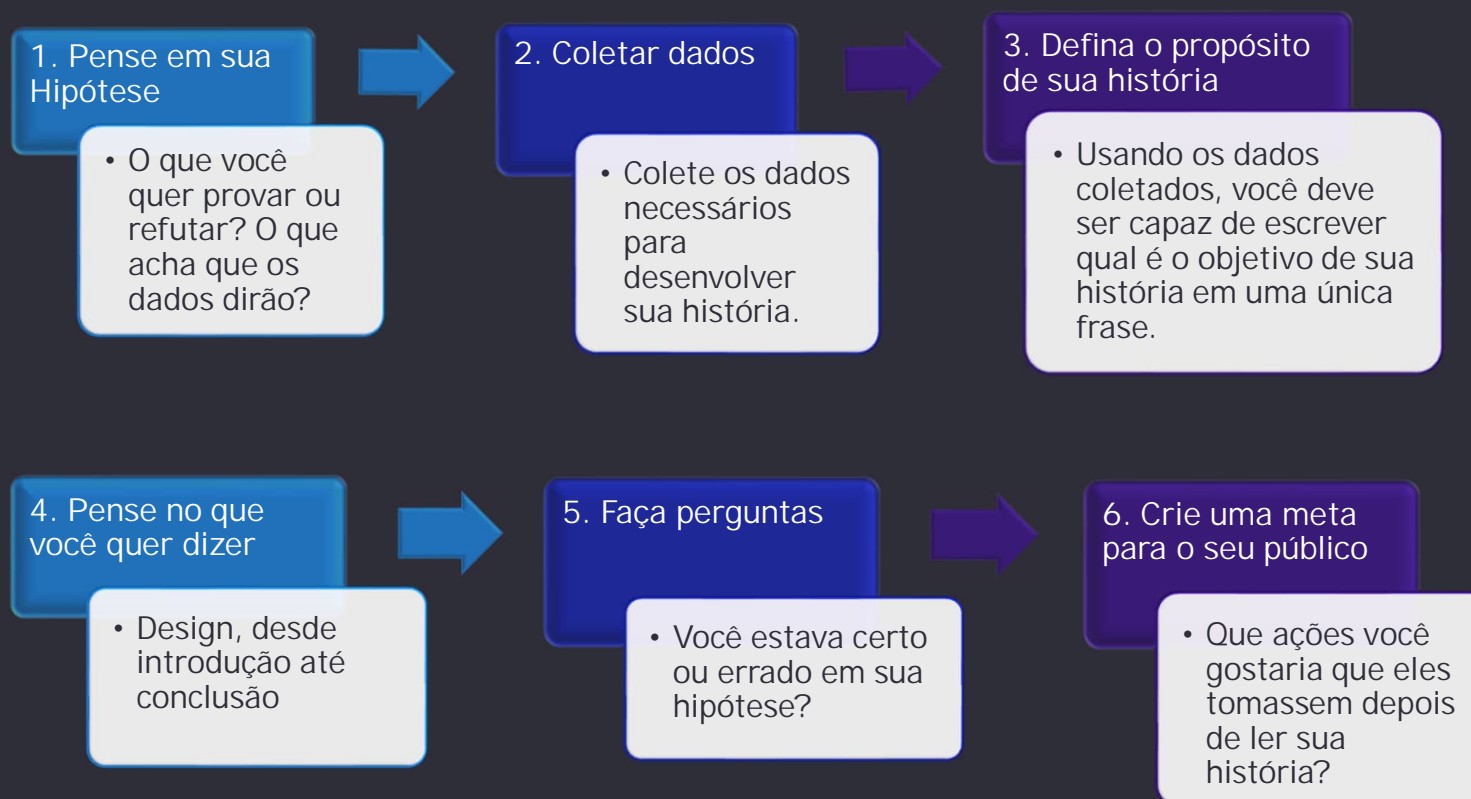 1. Pense em sua
Hipótese
• O que você
quer provar ou
refutar? O que
acha que os
dados dirão?
2. Coletar dados
• Colete os dados
necessários
para
desenvolver
sua história.
3. Defina o propósito
de sua história
• Usando os dados
coletados, você deve
ser capaz de escrever
qual é o objetivo de sua
história em uma única
frase.
4. Pense no que
você quer dizer
• Design, desde
introdução até
conclusão
5. Faça perguntas
• Você estava certo
ou errado em sua
hipótese?
6. Crie uma meta
para o seu público
• Que ações você
gostaria que eles
tomassem depois
de ler sua
história?